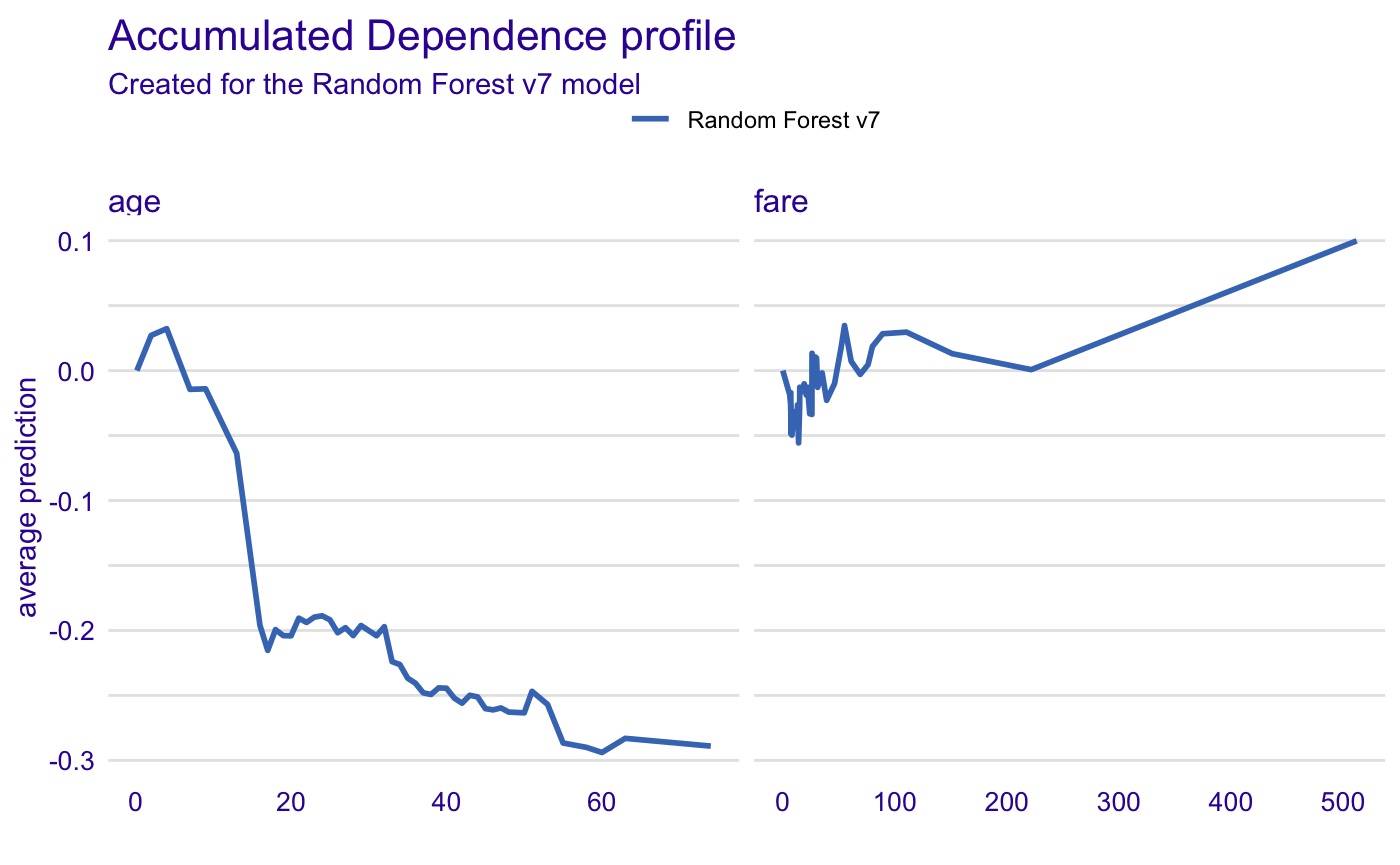 Accumulated Dependence profile
Created for the Random Forest v7 model
Random Forest v7
age
fare
average prediction
0.1
0.0
-0.1
-0.2
-0.3
0 20 40 60
0 100 200 300 400 500